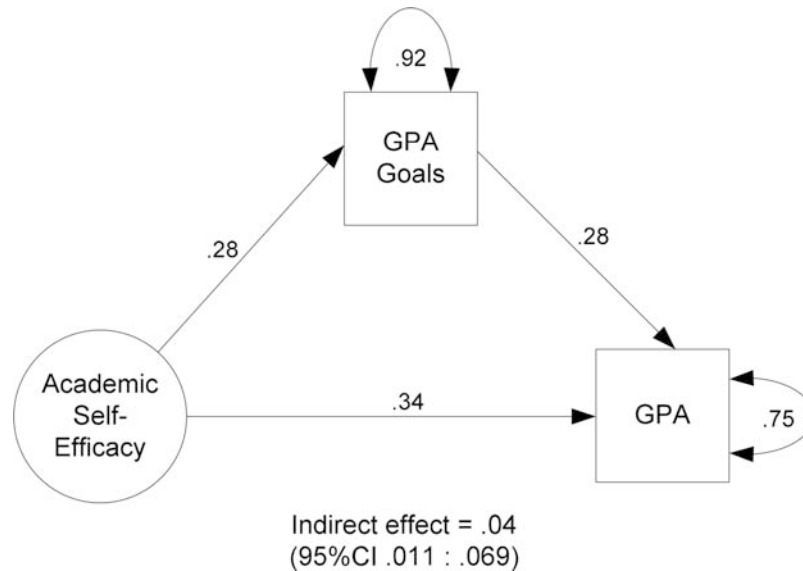 .92
GPA
Goals
.28
.28
Academic
Self-
Efficacy
.34
GPA
.75
Indirect effect = .04
(95%CI .011 : .069)